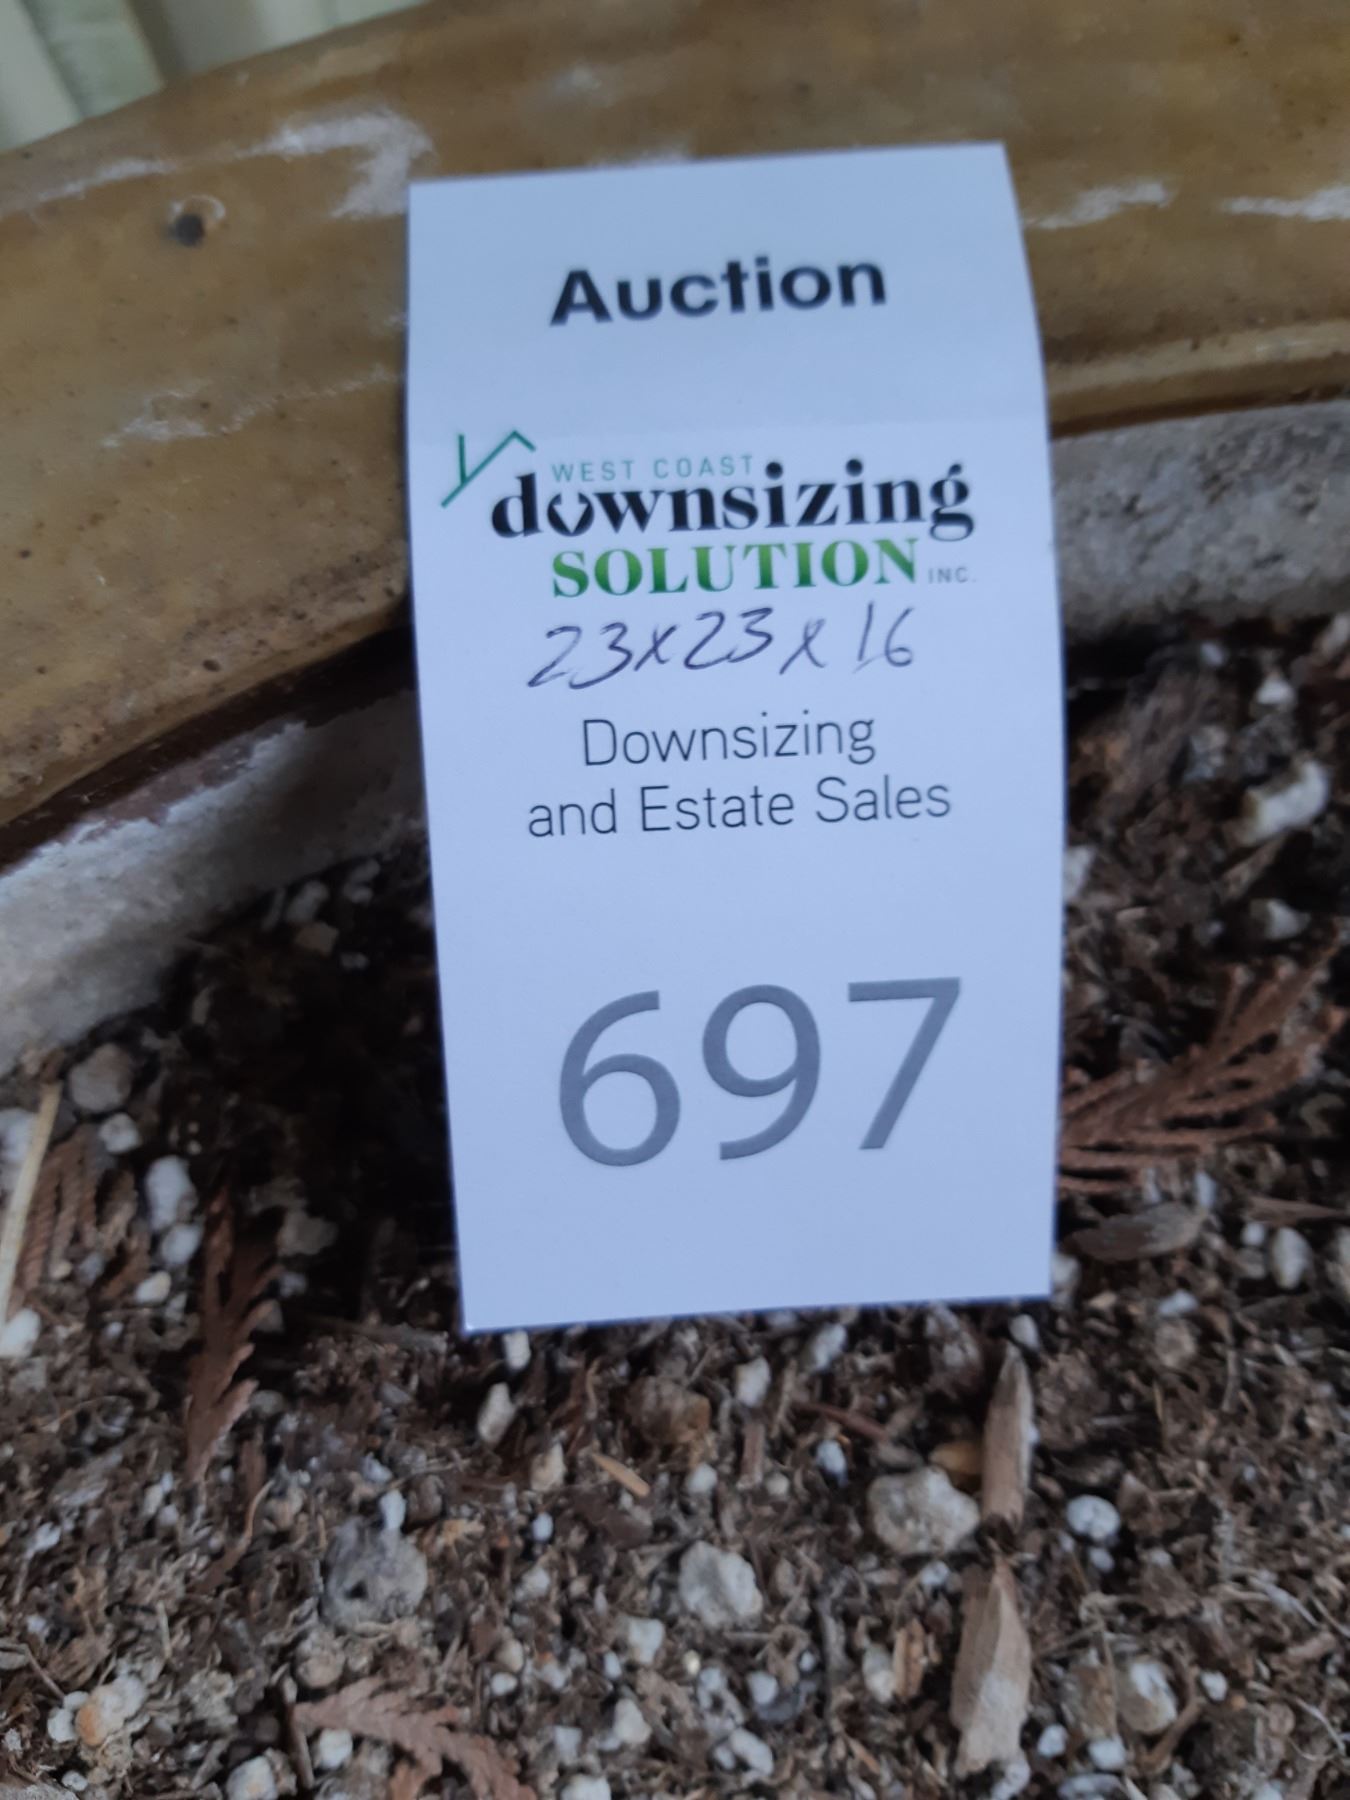 Auction
WEST COAST
downsizing
SOLUTION INC.
23x23x16
Downsizing
and Estate Sales
697